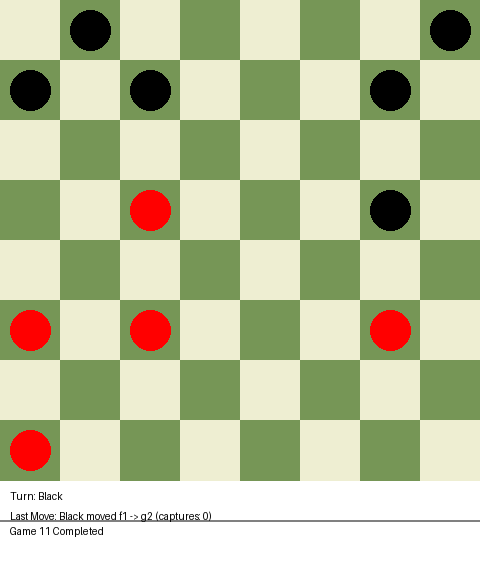 Turn: Black
Last Move: Black moved f1 -> g2 (captures: 0)
Game 11 Completed